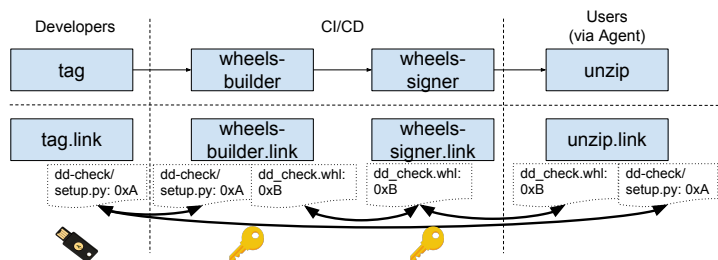 Developers
CI/CD
Users
(via Agent)
tag
wheels-
builder
wheels-
signer
unzip
tag.link
wheels-
builder.link
wheels-
signer.link
unzip.link
dd-check/
setup.py: 0xA
dd-check/
setup.py: 0xA
dd_check.whl:
0xB
dd_check.whl:
0xB
dd_check.whl:
0xB
dd-check/
setup.py: 0xA